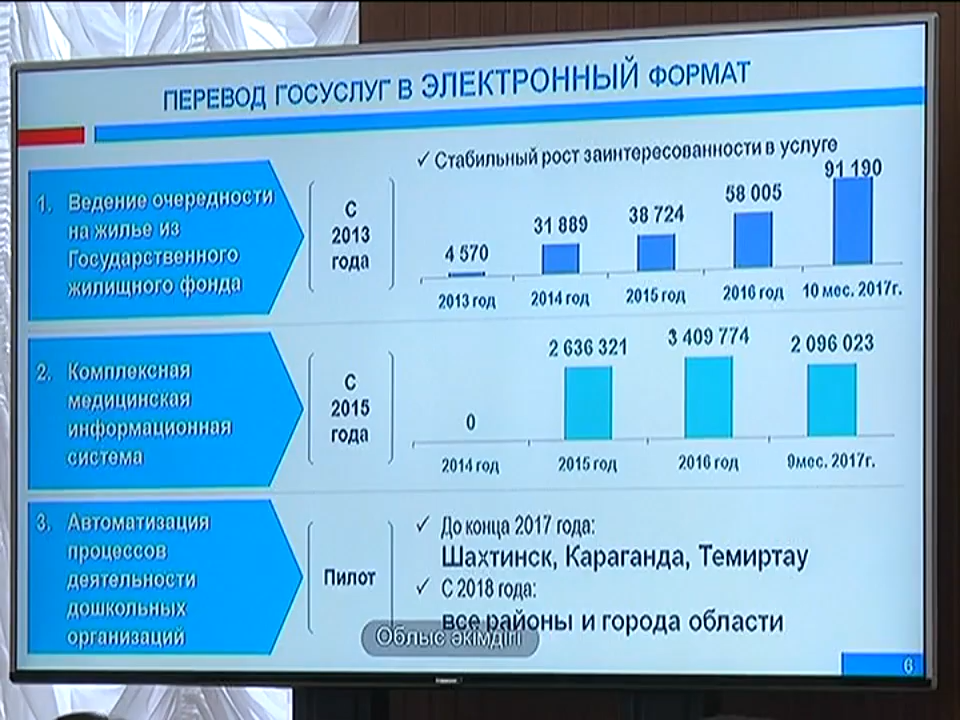 ПЕРЕВОД ГОСУСЛУГ В ЭЛЕКТРОННЫЙ ФОРМАТ
1. Ведение очередности
на жилье из
Государственного
жилищного фонда
С
2013
года
✓ Стабильный рост заинтересованности в услуге
4 570
31 889
38 724
58 005
91 190
2013 год
2014 год
2015 год
2016 год
10 мес. 2017г.
2. Комплексная
медицинская
информационная
система
С
2015
года
0
2 636 321
3 409 774
2 096 023
2014 год
2015 год
2016 год
9мес. 2017г.
3. Автоматизация
процессов
деятельности
дошкольных
организаций
Пилот
✓ До конца 2017 года:
Шахтинск, Караганда, Темиртау
✓ С 2018 года:
все районы и города области
Облыс әкімдігі
6